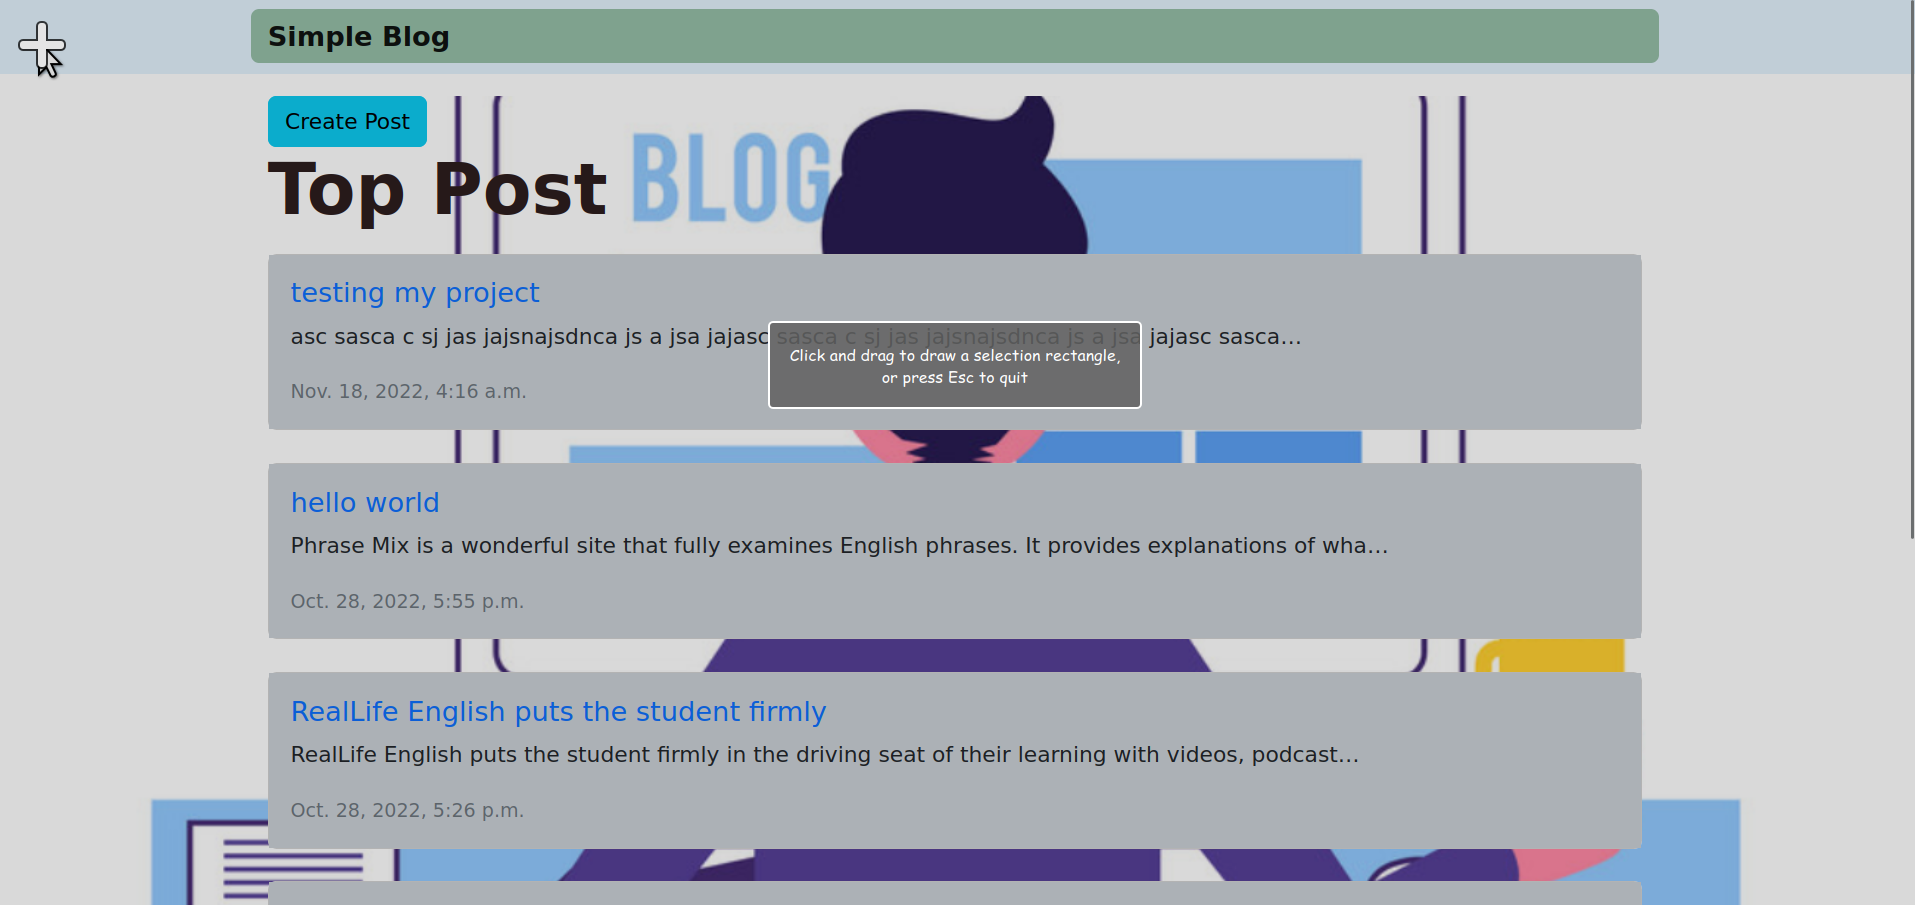 Simple Blog
Create Post
Top Post
BLOG
testing my project
asc sasca c sj jas jajsnajsdnca js a jsa jajasc sasca c sj jas jajsnajsdnca js a jsa jajasc sasca…
Click and drag to draw a selection rectangle,
or press Esc to quit
Nov. 18, 2022, 4:16 a.m.
hello world
Phrase Mix is a wonderful site that fully examines English phrases. It provides explanations of wha…
Oct. 28, 2022, 5:55 p.m.
RealLife English puts the student firmly
RealLife English puts the student firmly in the driving seat of their learning with videos, podcast…
Oct. 28, 2022, 5:26 p.m.